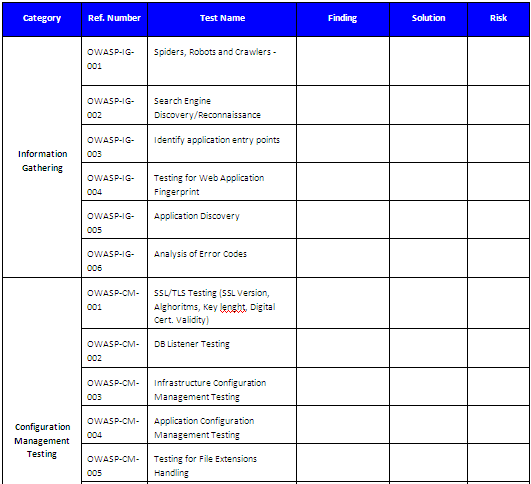 Category Ref. Number Test Name Finding Solution Risk
OWASP-IG- Spiders, Robots and Crawlers -
001
OWASP-IG- Search Engine
002 Discovery/Reconnaissance
OWASP-IG- Identify application entry points
003
Information
Gathering
OWASP-IG- Testing for Web Application
004 Fingerprint
OWASP-IG- Application Discovery
005
OWASP-IG- Analysis of Error Codes
006
OWASP-CM- SSL/TLS Testing (SSL Version,
001 Alghoritms, Key lenght, Digital
Cert. Validity)
OWASP-CM- DB Listener Testing
002
OWASP-CM- Infrastructure Configuration
003 Management Testing
Configuration
Management
Testing
OWASP-CM- Application Configuration
004 Management Testing
OWASP-CM- Testing for File Extensions
005 Handling